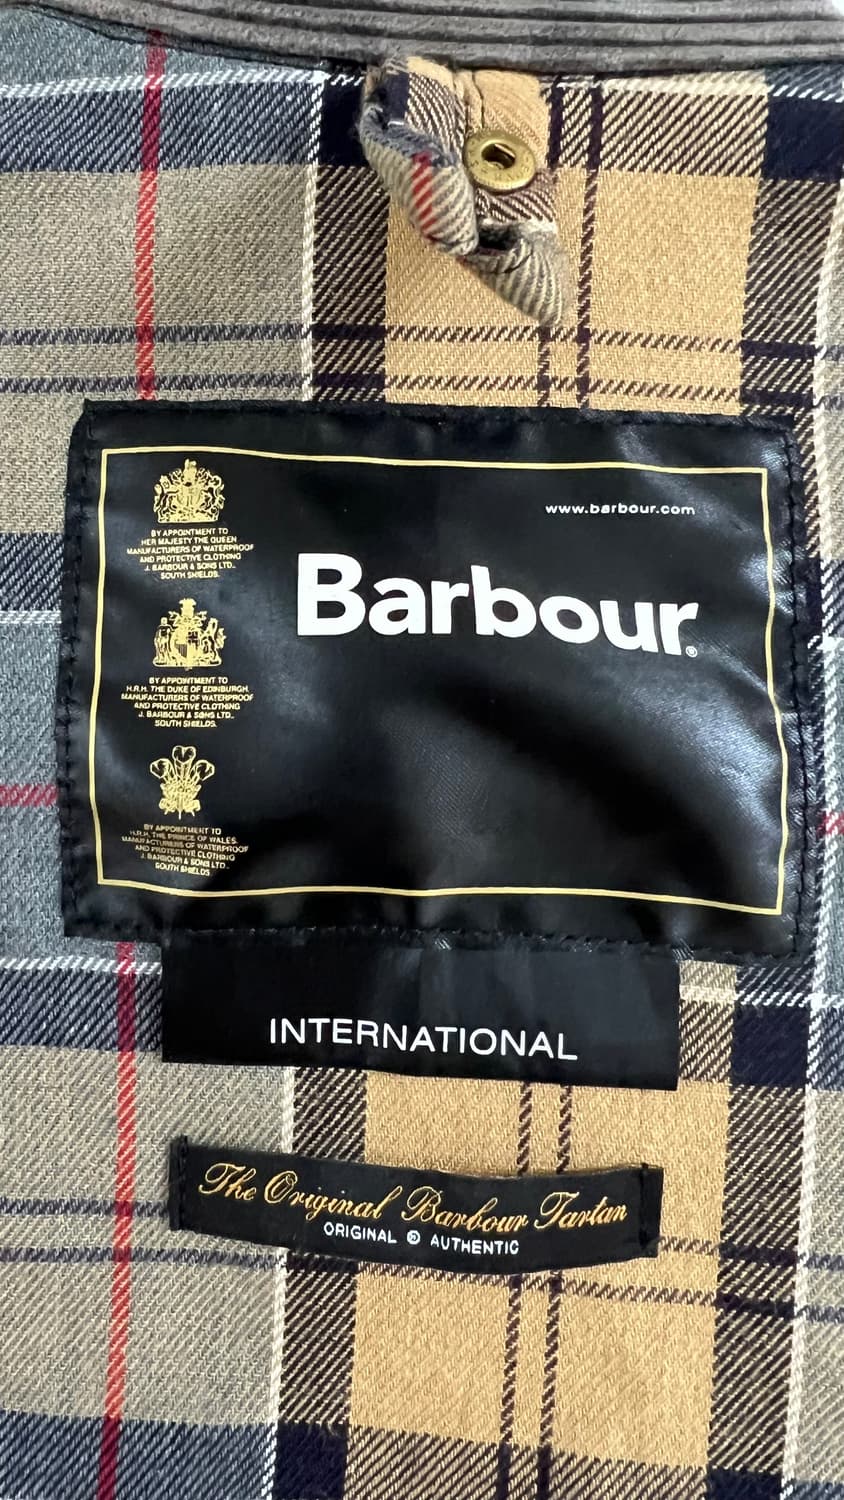 www.barbour.com
BY APPOINTMENT TO
HER MAJESTY THE QUEEN
MANUFACTURERS OF WATERPROOF
AND PROTECTIVE CLOTHING
J. BARBOUR & SONS LTD.,
SOUTH SHIELDS.
Barbour®
BY APPOINTMENT TO
H.R.H. THE DUKE OF EDINBURGH.
MANUFACTURERS OF WATERPROOF
AND PROTECTIVE CLOTHING
J. BARBOUR & SONS LTD.,
SOUTH SHIELDS.
BY APPOINTMENT TO
H.R.H. THE PRINCE OF WALES.
MANUFACTURERS OF WATERPROOF
AND PROTECTIVE CLOTHING
J. BARBOUR & SONS LTD.,
SOUTH SHIELDS
INTERNATIONAL
The Original Barbour Tartan
ORIGINAL AUTHENTIC